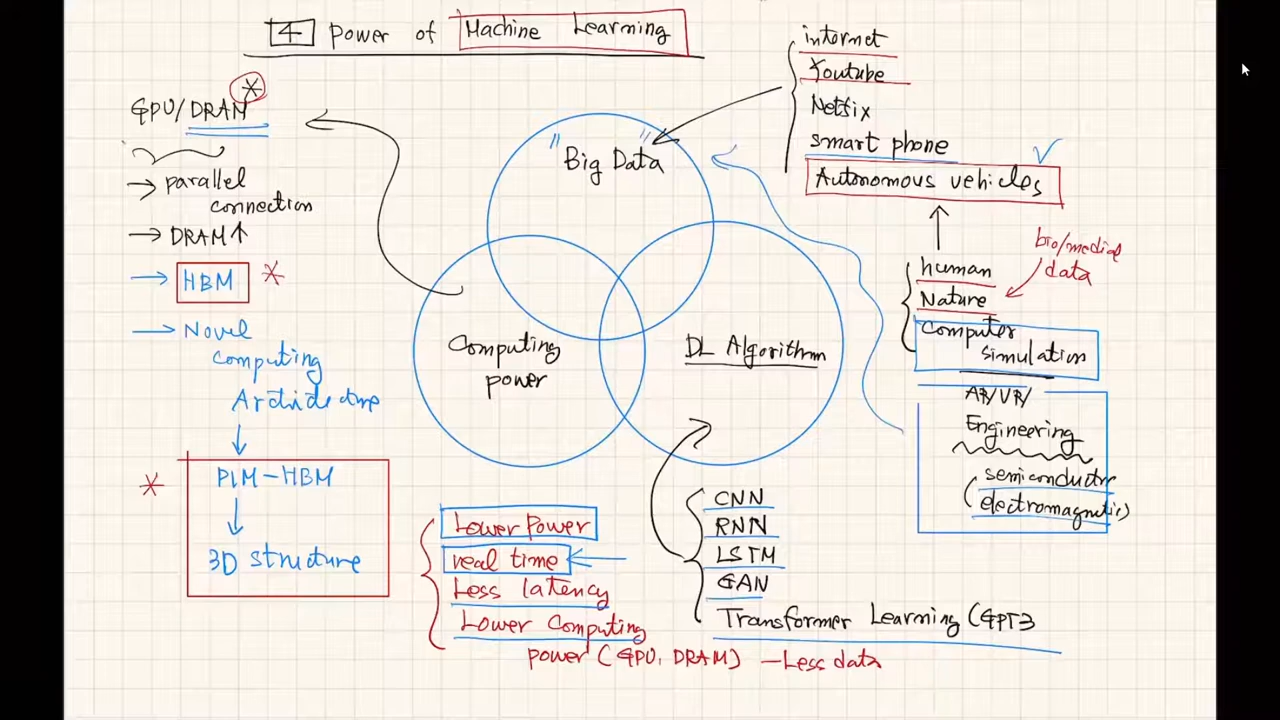 4 Power of Machine Learning
GPU/DRAM *
→ parallel
connection
→ DRAM↑
→ HBM *
→ Novel
computing
Architecture
↓
* PIM-HBM
↓
3D structure
"Big Data"
Computing
power
DL Algorithm
internet
Youtube
Netflix
smart phone ✓
Autonomous vehicles
↑
bio/medical
data
human
Nature
Computer
simulation
AR/VR/
Engineering
(semiconductor
electromagnetic)
Lower Power
real time ←
Less latency
Lower Computing
power (GPU, DRAM) - Less data
CNN
RNN
LSTM
GAN
Transformer Learning (GPT3